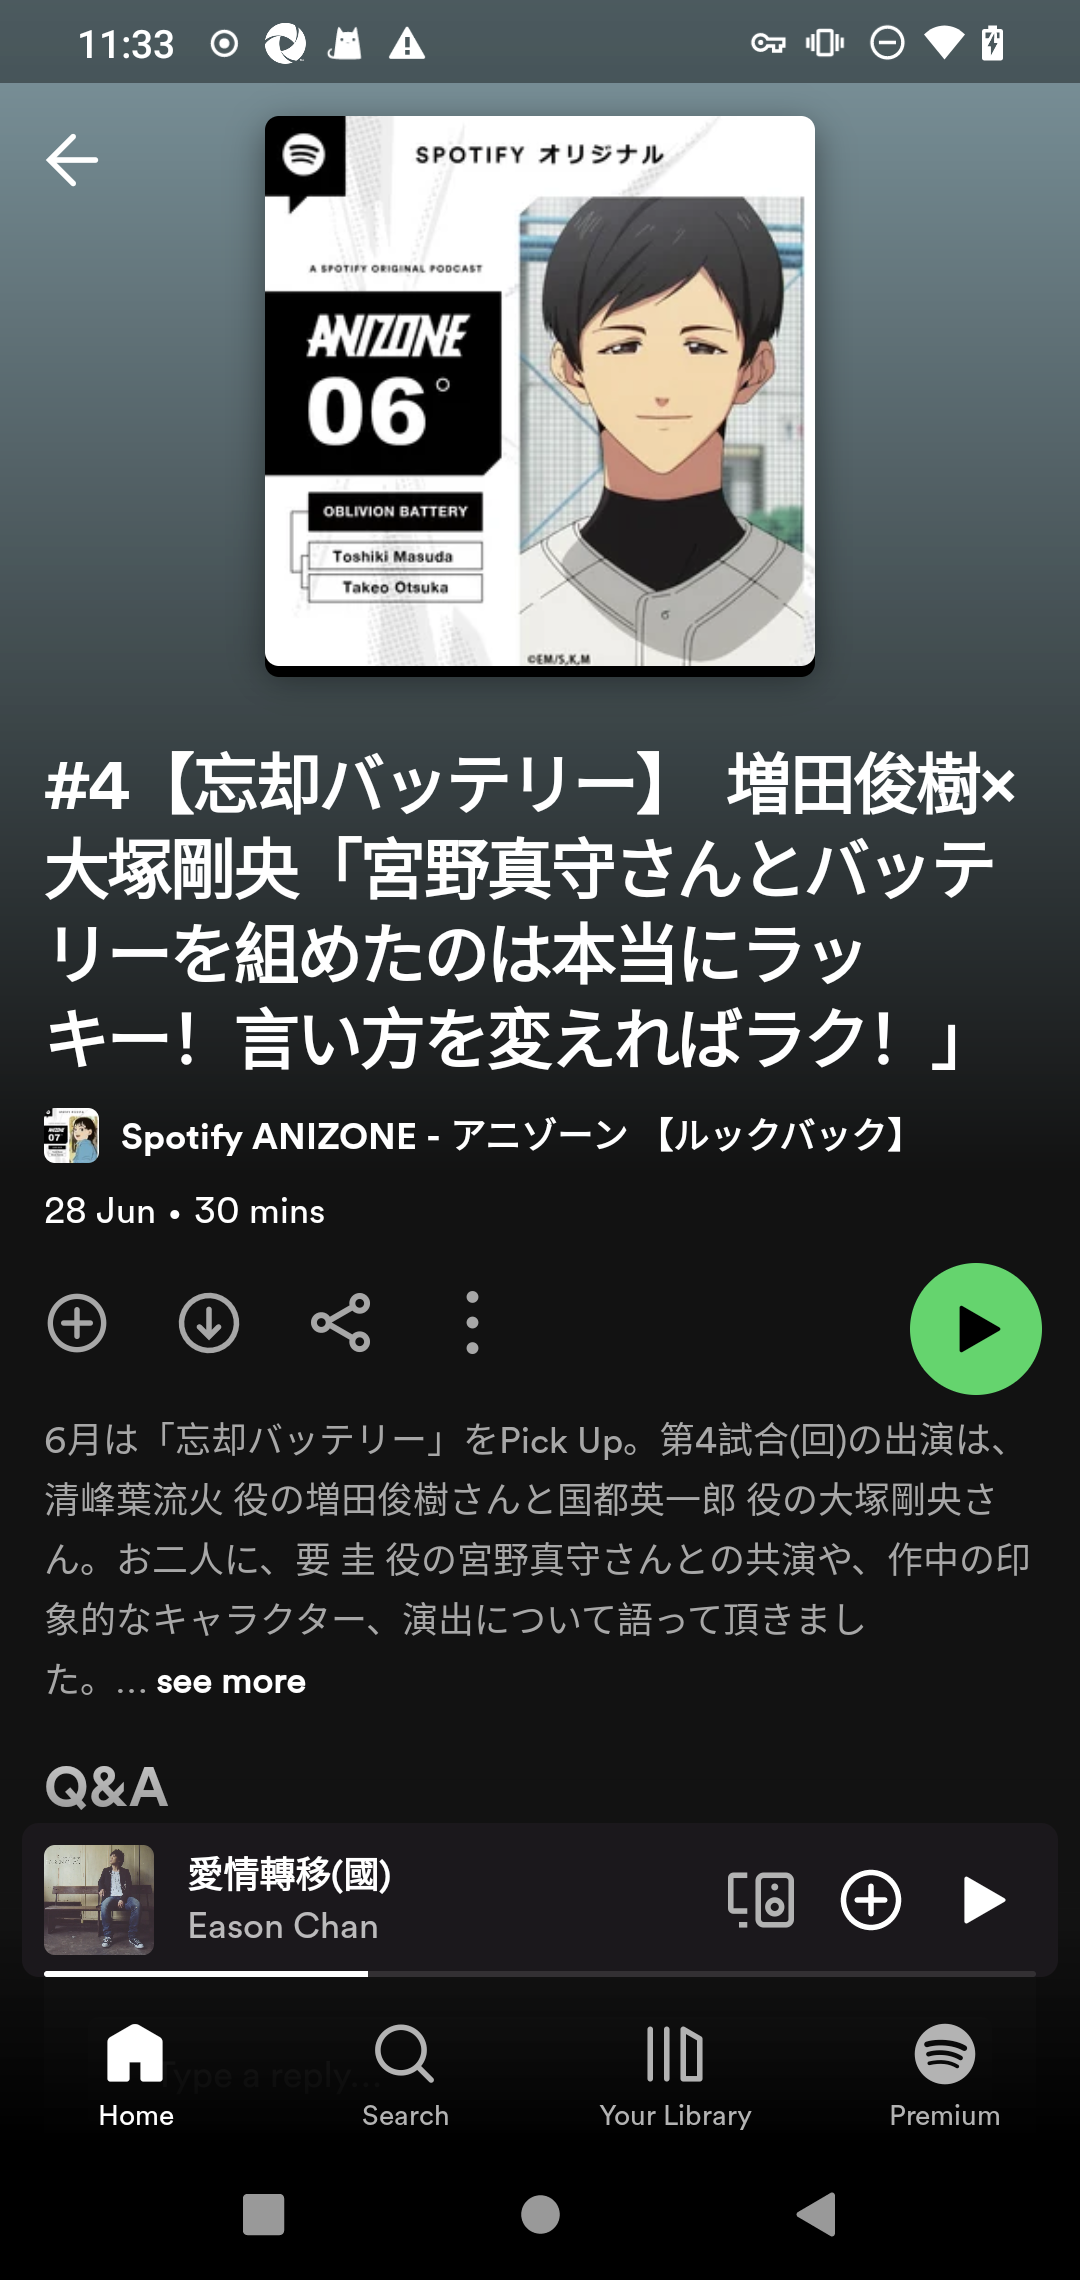 11:33
SPOTIFY オリジナル
A SPOTIFY ORIGINAL PODCAST
ANIZONE
06
OBLIVION BATTERY
Toshiki Masuda
Takeo Otsuka
©EM/S,K,M
#4【忘却バッテリー】 増田俊樹×
大塚剛央「宮野真守さんとバッテ
リーを組めたのは本当にラッ
キー！言い方を変えればラク！」
Spotify ANIZONE - アニゾーン 【ルックバック】
28 Jun • 30 mins
6月は「忘却バッテリー」をPick Up。第4試合(回)の出演は、
清峰葉流火 役の増田俊樹さんと国都英一郎 役の大塚剛央さ
ん。お二人に、要 圭 役の宮野真守さんとの共演や、作中の印
象的なキャラクター、演出について語って頂きまし
た。... see more
Q&A
愛情轉移(國)
Eason Chan
Type a reply...
Home
Search
Your Library
Premium